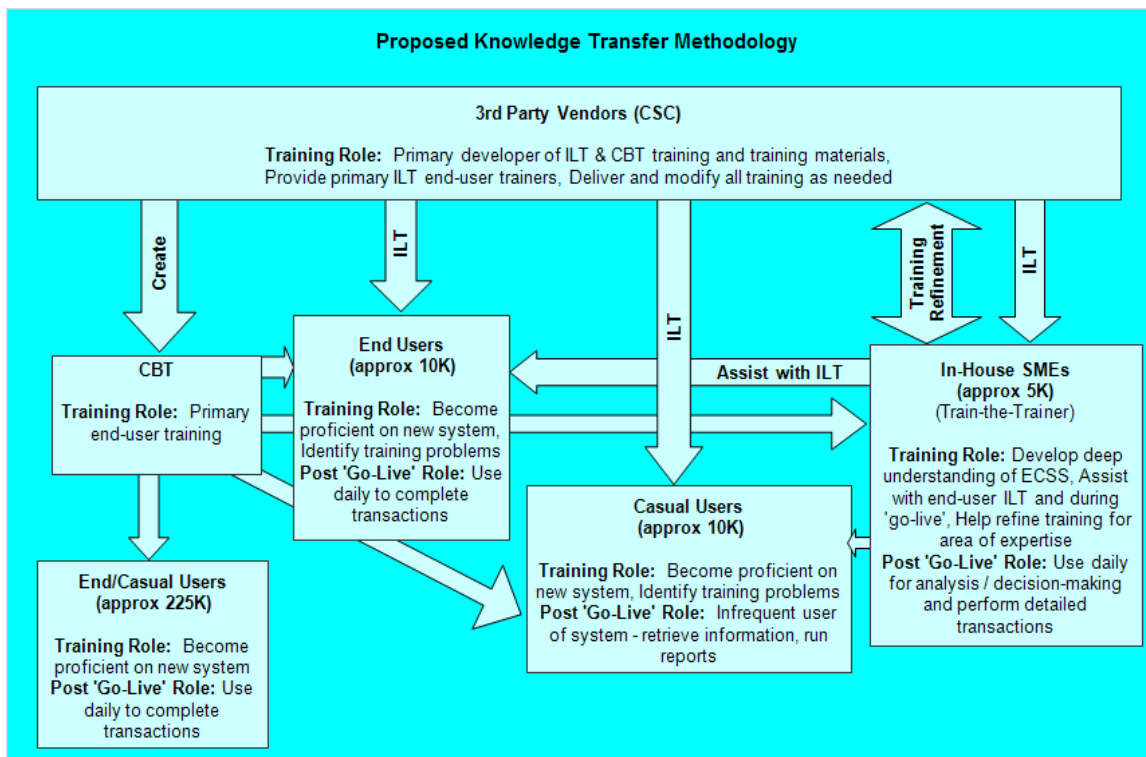 Proposed Knowledge Transfer Methodology
3rd Party Vendors (CSC)
Training Role: Primary developer of ILT & CBT training and training materials,
Provide primary ILT end-user trainers, Deliver and modify all training as needed
Create
ILT
ILT
Training
Refinement
ILT
CBT
Training Role: Primary
end-user training
End Users
(approx 10K)
Training Role: Become
proficient on new system,
Identify training problems
Post 'Go-Live' Role: Use
daily to complete
transactions
Assist with ILT
In-House SMEs
(approx 5K)
(Train-the-Trainer)
Training Role: Develop deep
understanding of ECSS, Assist
with end-user ILT and during
'go-live', Help refine training for
area of expertise
Post 'Go-Live' Role: Use daily
for analysis / decision-making
and perform detailed
transactions
Casual Users
(approx 10K)
Training Role: Become proficient on
new system, Identify training problems
Post 'Go-Live' Role: Infrequent user
of system - retrieve information, run
reports
End/Casual Users
(approx 225K)
Training Role: Become
proficient on new system
Post 'Go-Live' Role: Use
daily to complete
transactions